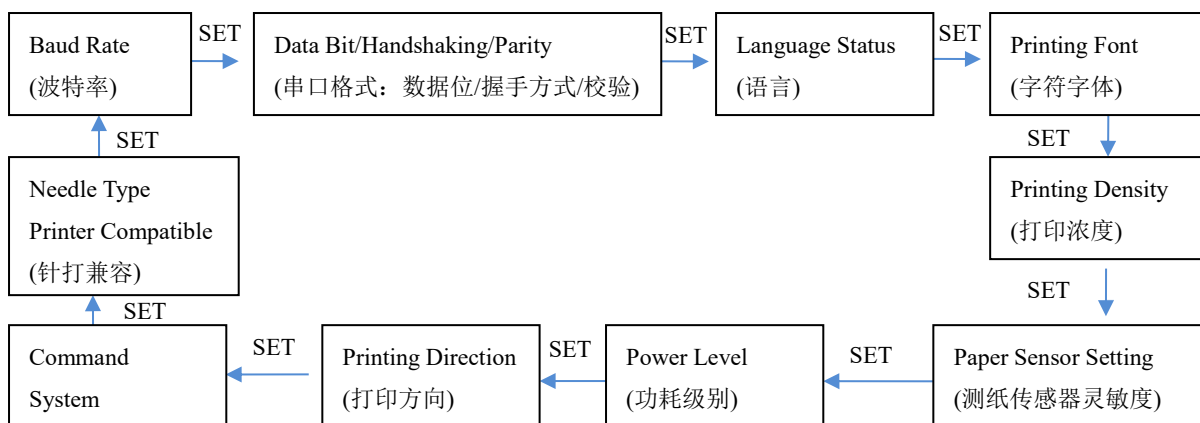 Baud Rate
(波特率)
SET
Data Bit/Handshaking/Parity
(串口格式：数据位/握手方式/校验)
SET
Language Status
(语言)
SET
Printing Font
(字符字体)
SET
Printing Density
(打印浓度)
SET
Paper Sensor Setting
(测纸传感器灵敏度)
SET
Power Level
(功耗级别)
SET
Printing Direction
(打印方向)
SET
Command
System
SET
Needle Type
Printer Compatible
(针打兼容)
SET